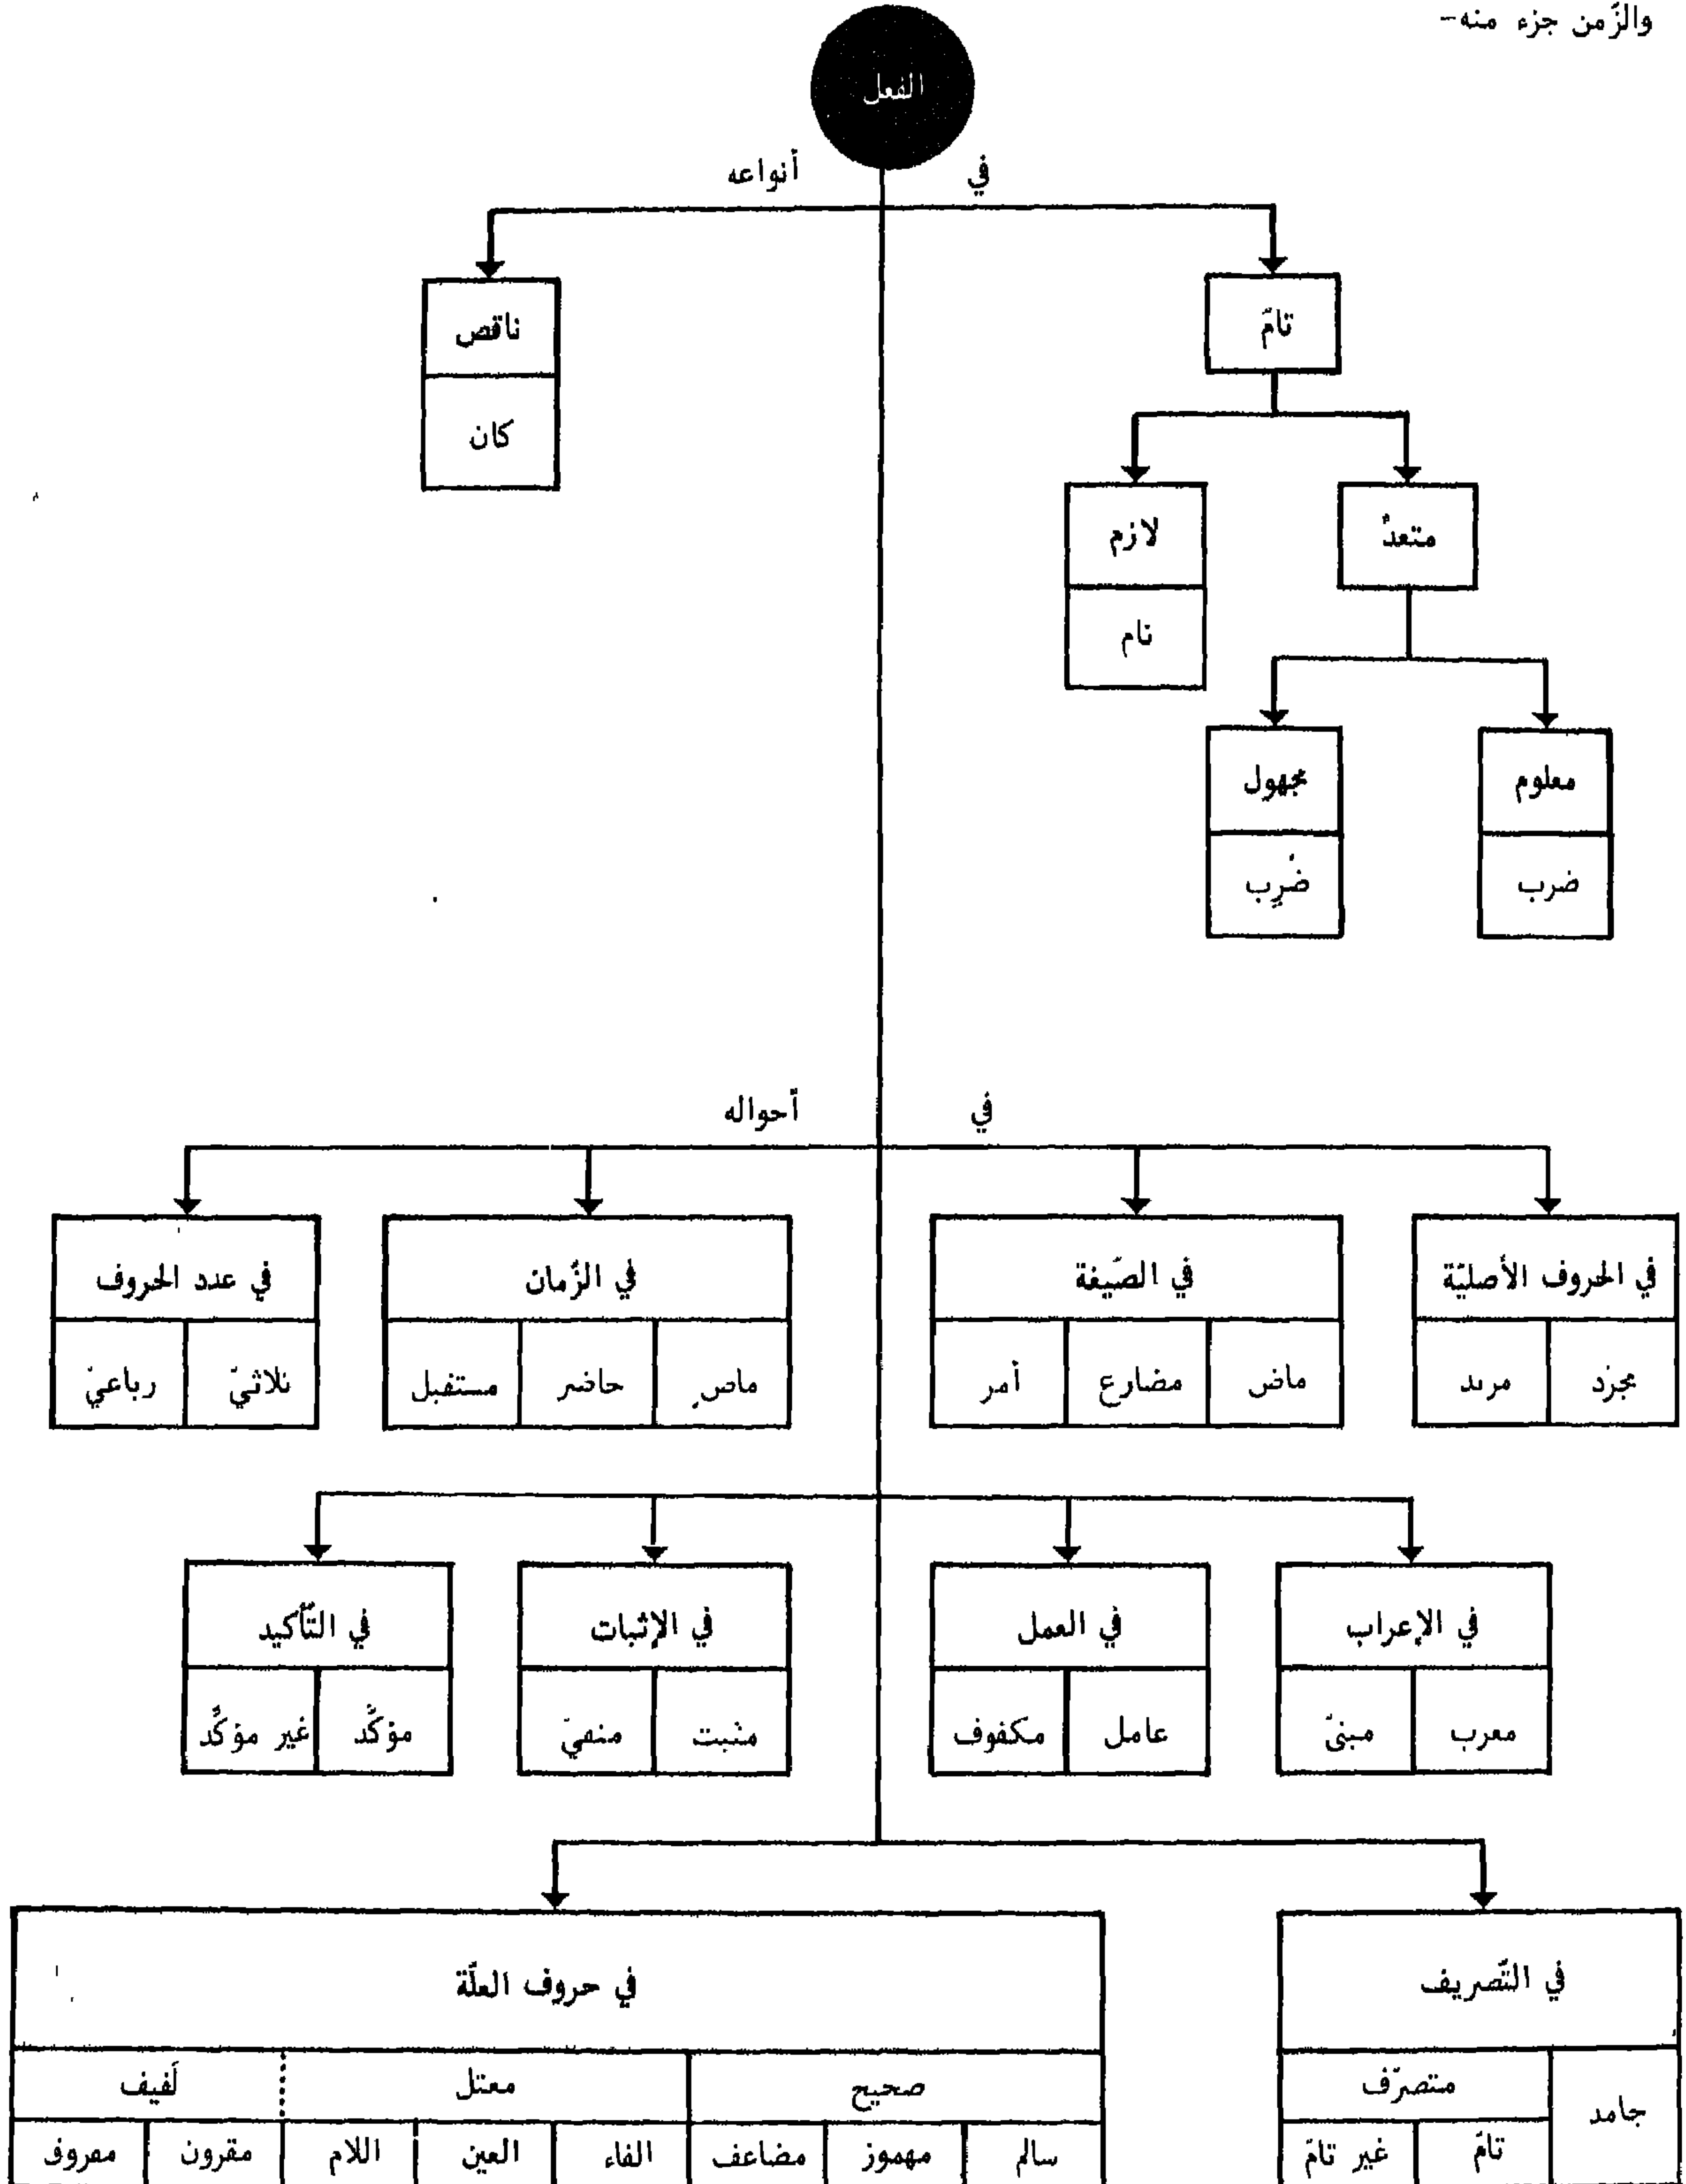 والزّمن جزء منه-
الفعل
في أنواعه
تامّ ناقص
كان
متعدّ لازم
نام
معلوم مجهول
ضرب ضُرِب
في أحواله
في الحروف الأصليّة في الصّيغة في الزّمان في عدد الحروف
مجرّد مزيد ماض مضارع أمر ماضٍ حاضر مستقبل ثلاثيّ رباعيّ
في الإعراب في العمل في الإثبات في التّأكيد
معرب مبنيّ عامل مكفوف مثبت منفيّ مؤكَّد غير مؤكَّد
في التّصريف في حروف العلّة
جامد متصرّف صحيح معتل لَفيف
تامّ غير تامّ سالم مهموز مضاعف الفاء العين اللام مقرون مفروق